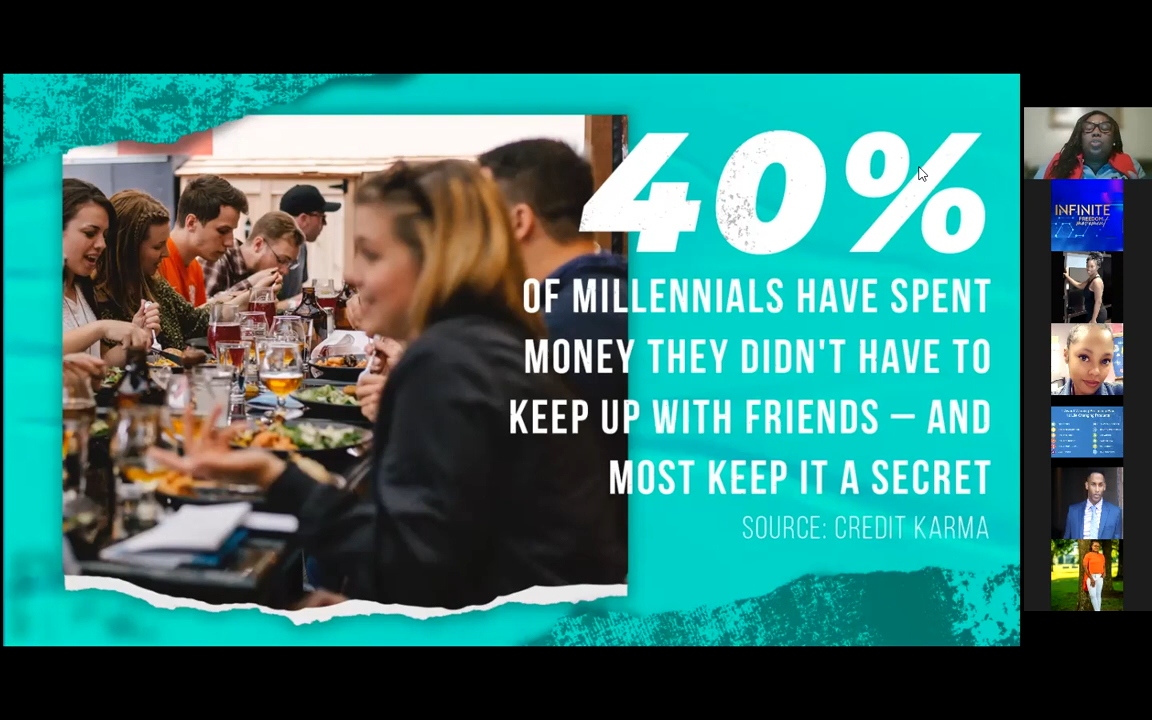 40%
OF MILLENNIALS HAVE SPENT
MONEY THEY DIDN'T HAVE TO
KEEP UP WITH FRIENDS – AND
MOST KEEP IT A SECRET
SOURCE: CREDIT KARMA
INFINITE
FREEDOM